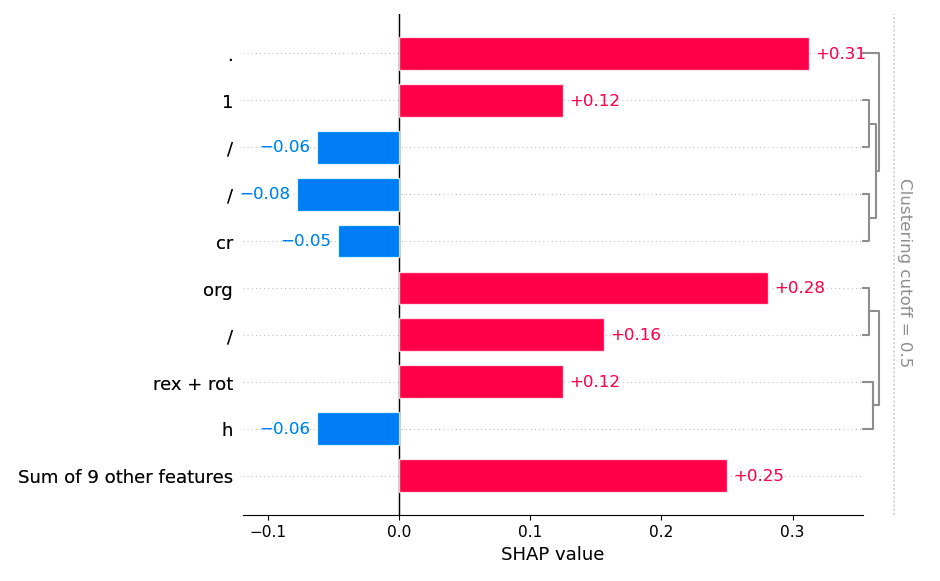 . +0.31
1 +0.12
/ −0.06
/ −0.08
cr −0.05
org +0.28
/ +0.16
rex + rot +0.12
h −0.06
Sum of 9 other features +0.25
−0.1 0.0 0.1 0.2 0.3
SHAP value
Clustering cutoff = 0.5